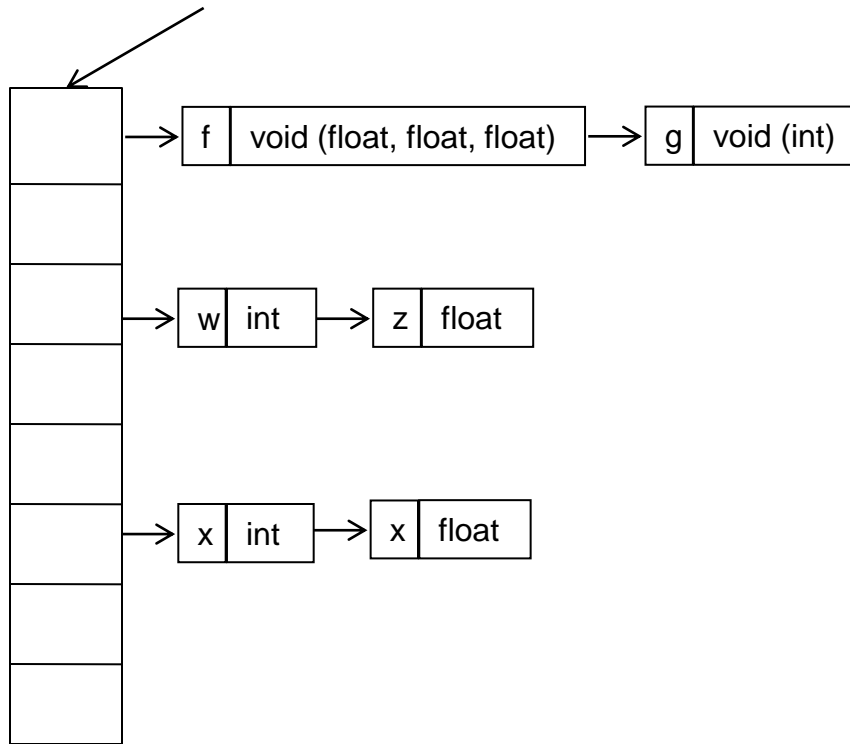 f void (float, float, float) g void (int)
w int z float
x int x float